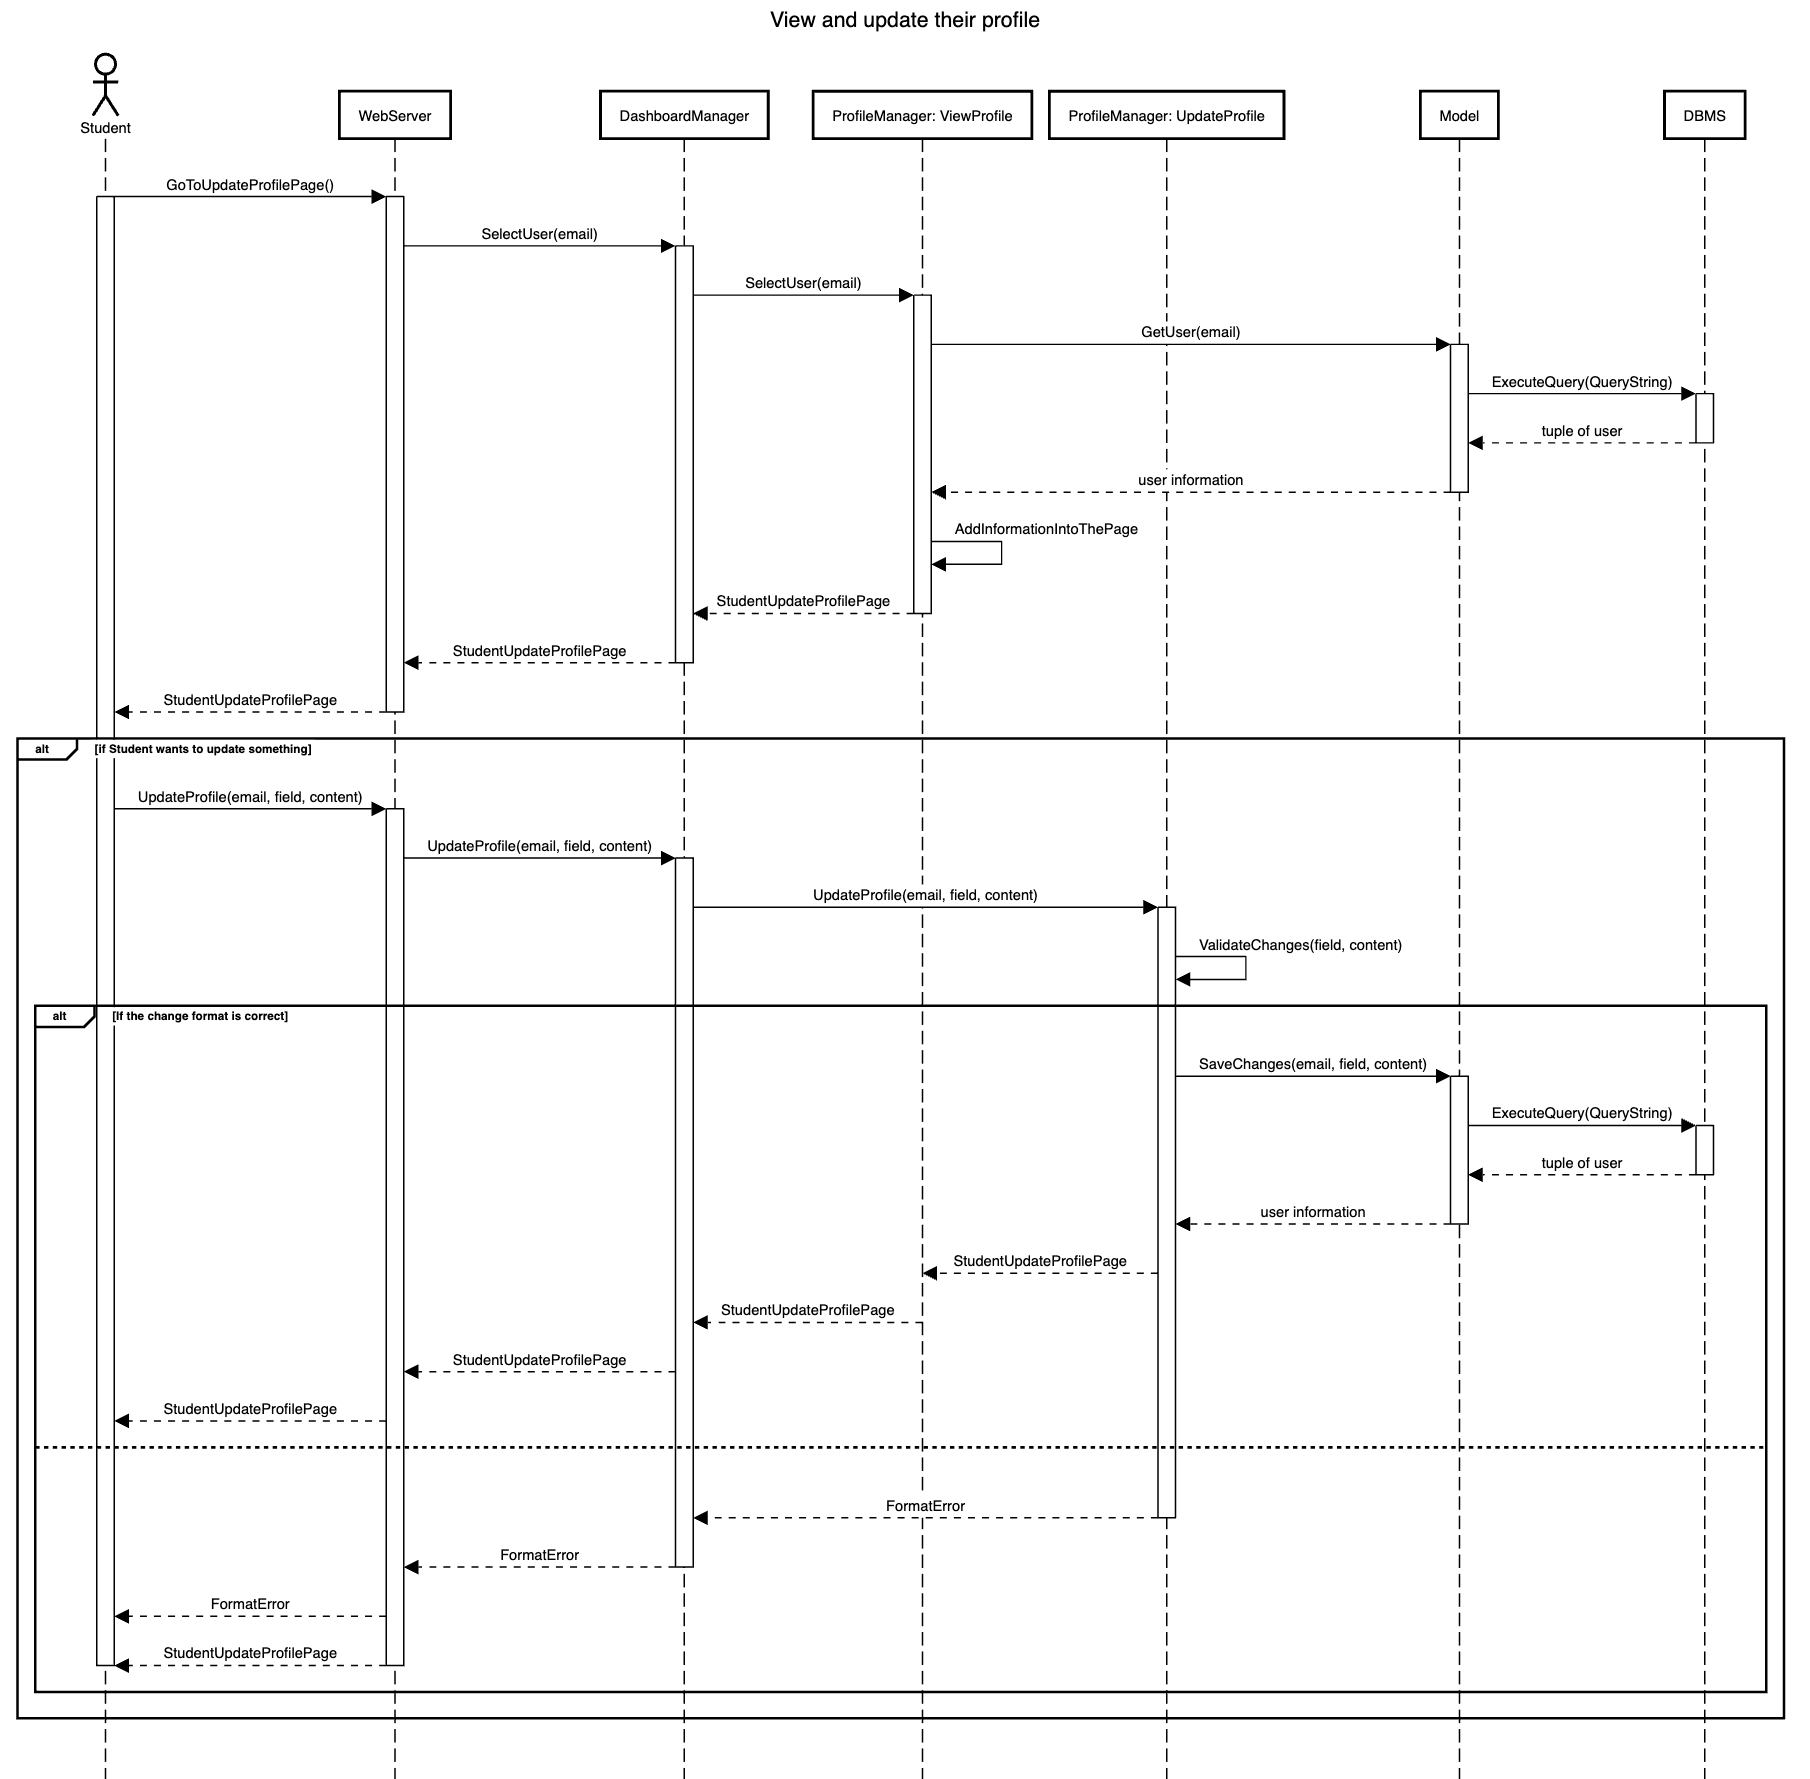 View and update their profile
Student
WebServer
DashboardManager
ProfileManager: ViewProfile
ProfileManager: UpdateProfile
Model
DBMS
GoToUpdateProfilePage()
SelectUser(email)
SelectUser(email)
GetUser(email)
ExecuteQuery(QueryString)
tuple of user
user information
AddInformationIntoThePage
StudentUpdateProfilePage
StudentUpdateProfilePage
StudentUpdateProfilePage
alt [if Student wants to update something]
UpdateProfile(email, field, content)
UpdateProfile(email, field, content)
UpdateProfile(email, field, content)
ValidateChanges(field, content)
alt [If the change format is correct]
SaveChanges(email, field, content)
ExecuteQuery(QueryString)
tuple of user
user information
StudentUpdateProfilePage
StudentUpdateProfilePage
StudentUpdateProfilePage
StudentUpdateProfilePage
FormatError
FormatError
FormatError
StudentUpdateProfilePage